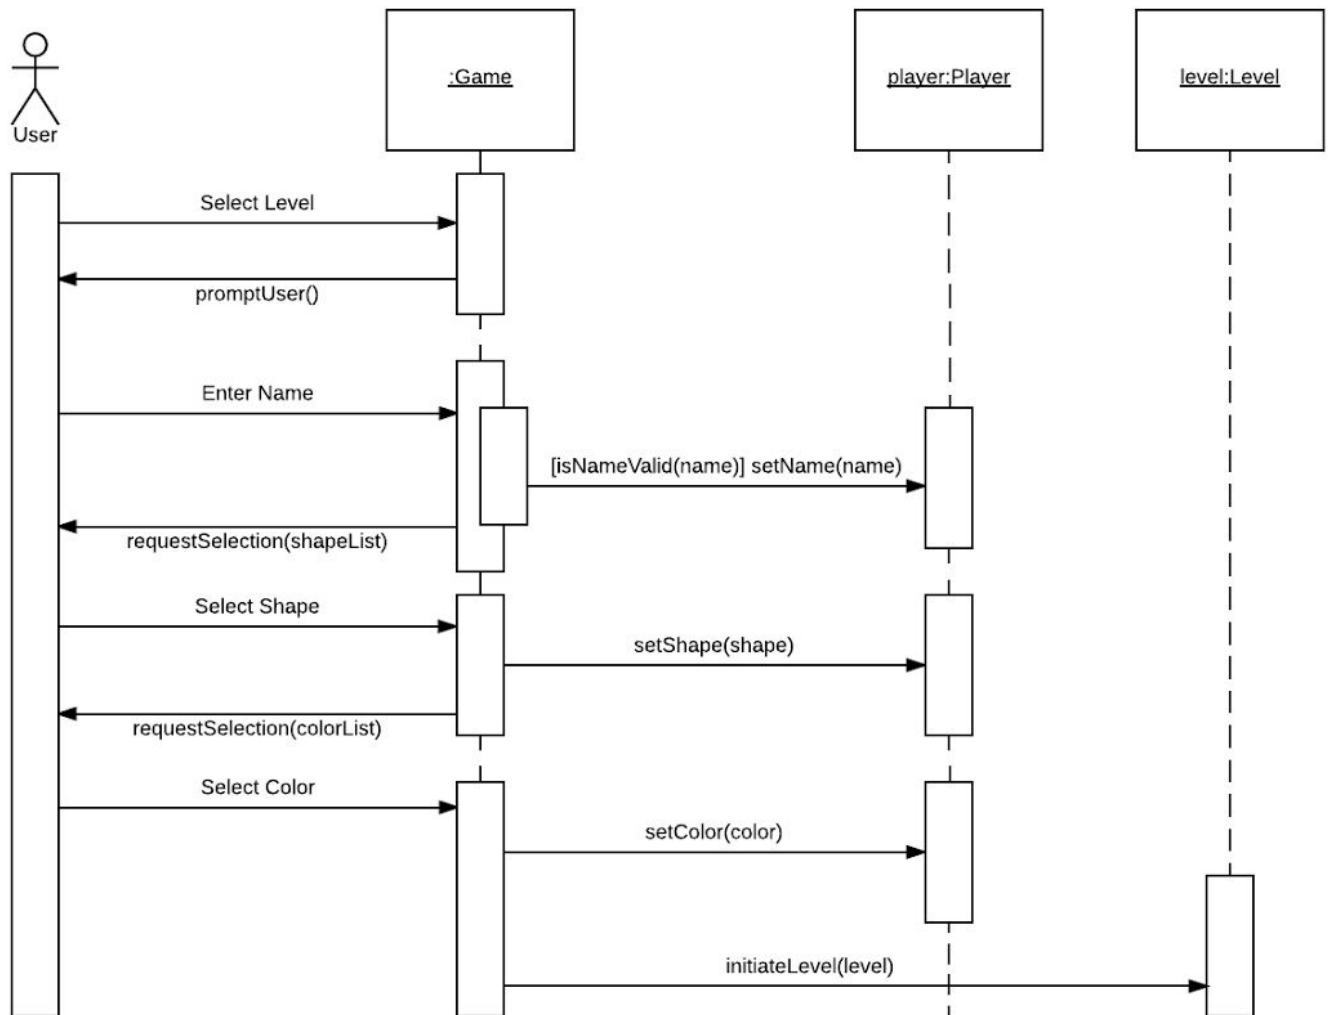 :Game
player:Player
level:Level
User
Select Level
promptUser()
Enter Name
[isNameValid(name)] setName(name)
requestSelection(shapeList)
Select Shape
setShape(shape)
requestSelection(colorList)
Select Color
setColor(color)
initiateLevel(level)